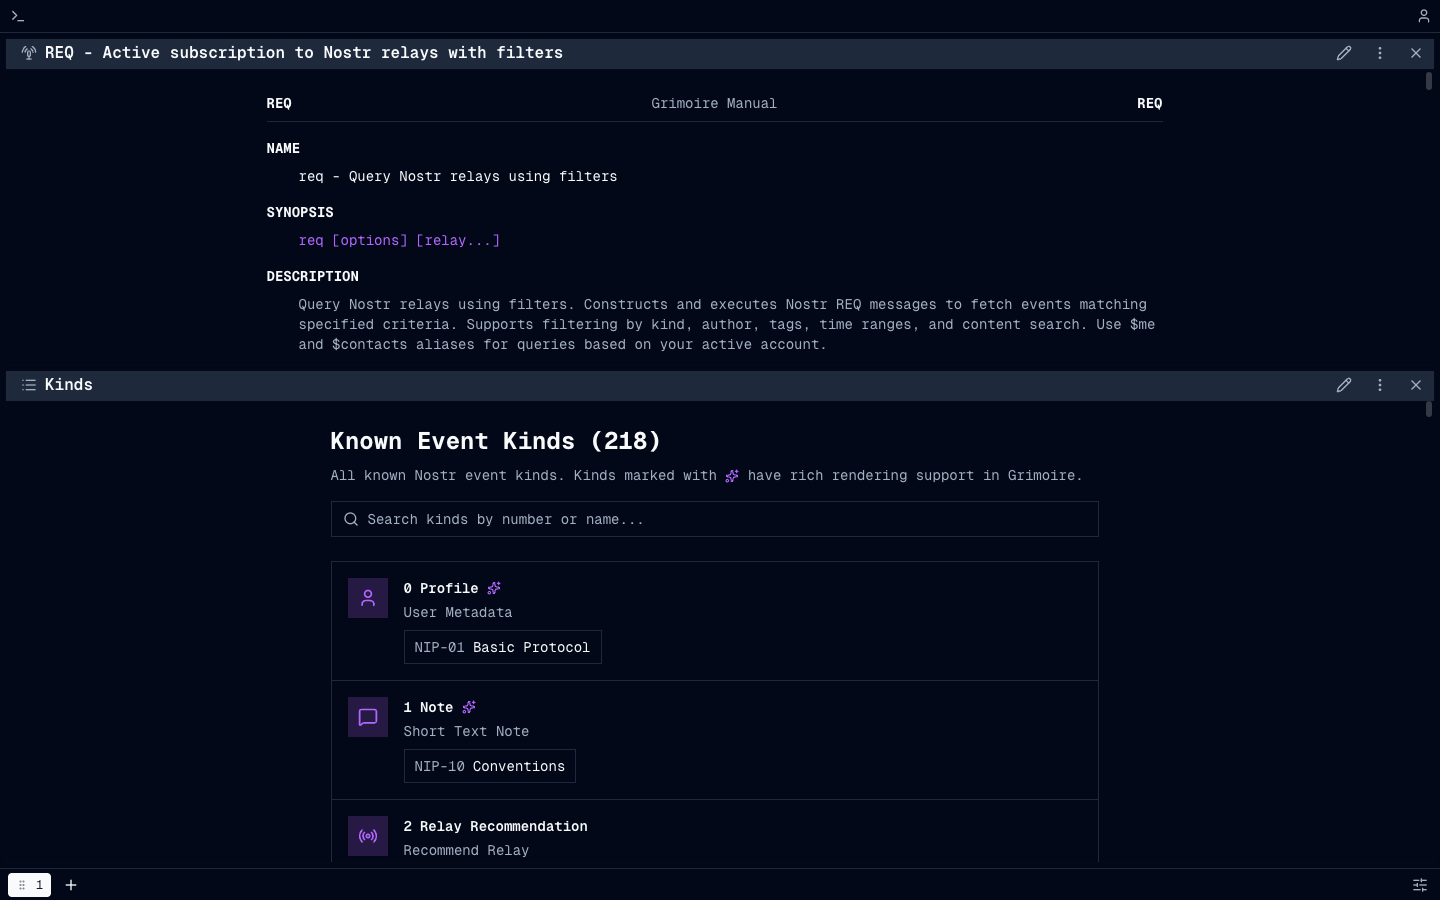 REQ - Active subscription to Nostr relays with filters
REQ Grimoire Manual REQ
NAME
req - Query Nostr relays using filters
SYNOPSIS
req [options] [relay...]
DESCRIPTION
Query Nostr relays using filters. Constructs and executes Nostr REQ messages to fetch events matching
specified criteria. Supports filtering by kind, author, tags, time ranges, and content search. Use $me
and $contacts aliases for queries based on your active account.
Kinds
Known Event Kinds (218)
All known Nostr event kinds. Kinds marked with have rich rendering support in Grimoire.
Search kinds by number or name...
0 Profile
User Metadata
NIP-01 Basic Protocol
1 Note
Short Text Note
NIP-10 Conventions
2 Relay Recommendation
Recommend Relay
1